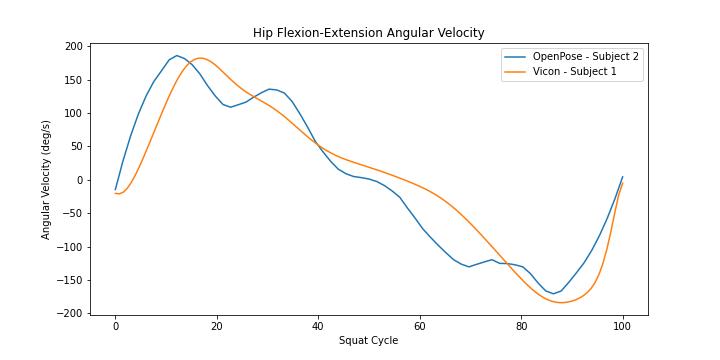 Hip Flexion-Extension Angular Velocity
OpenPose - Subject 2
Vicon - Subject 1
Angular Velocity (deg/s)
200
150
100
50
0
−50
−100
−150
−200
0 20 40 60 80 100
Squat Cycle